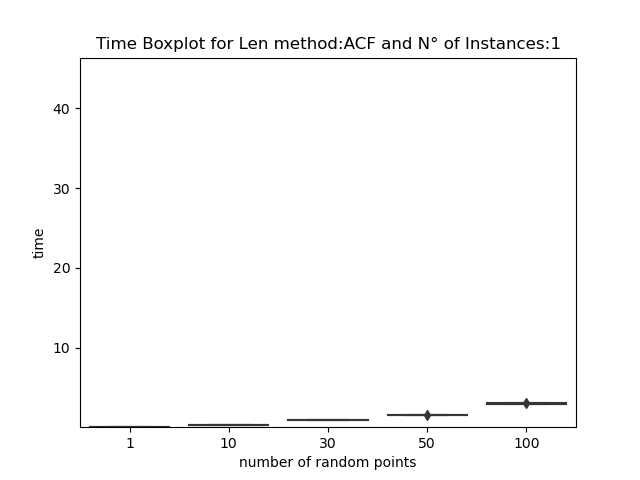 Time Boxplot for Len method:ACF and N° of Instances:1
40
30
20
10
time
1 10 30 50 100
number of random points